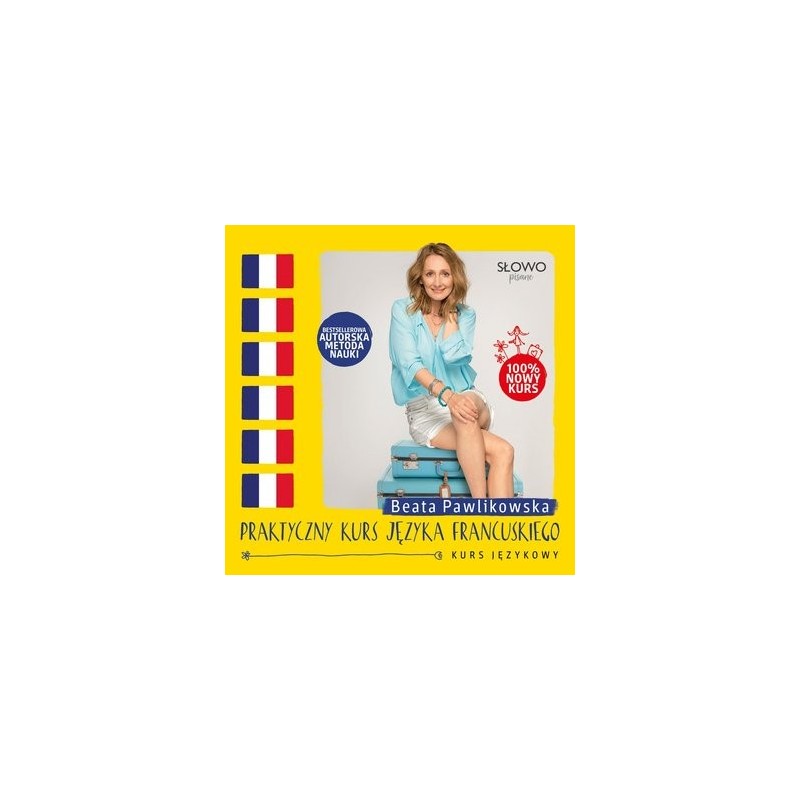 SŁOWO
pisane
BESTSELLEROWA
AUTORSKA
METODA
NAUKI
100%
NOWY
KURS
Beata Pawlikowska
PRAKTYCZNY KURS JĘZYKA FRANCUSKIEGO
KURS JĘZYKOWY